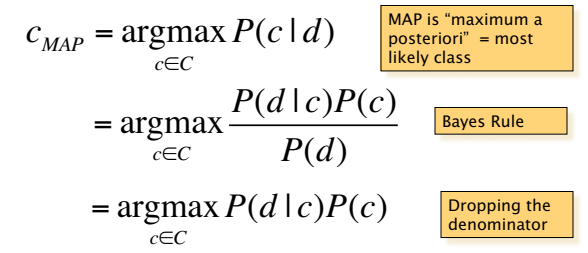 c_MAP = argmax P(c | d)
c∈C
MAP is “maximum a
posteriori”  = most
likely class
= argmax P(d | c)P(c) / P(d)
c∈C
Bayes Rule
= argmax P(d | c)P(c)
c∈C
Dropping the
denominator